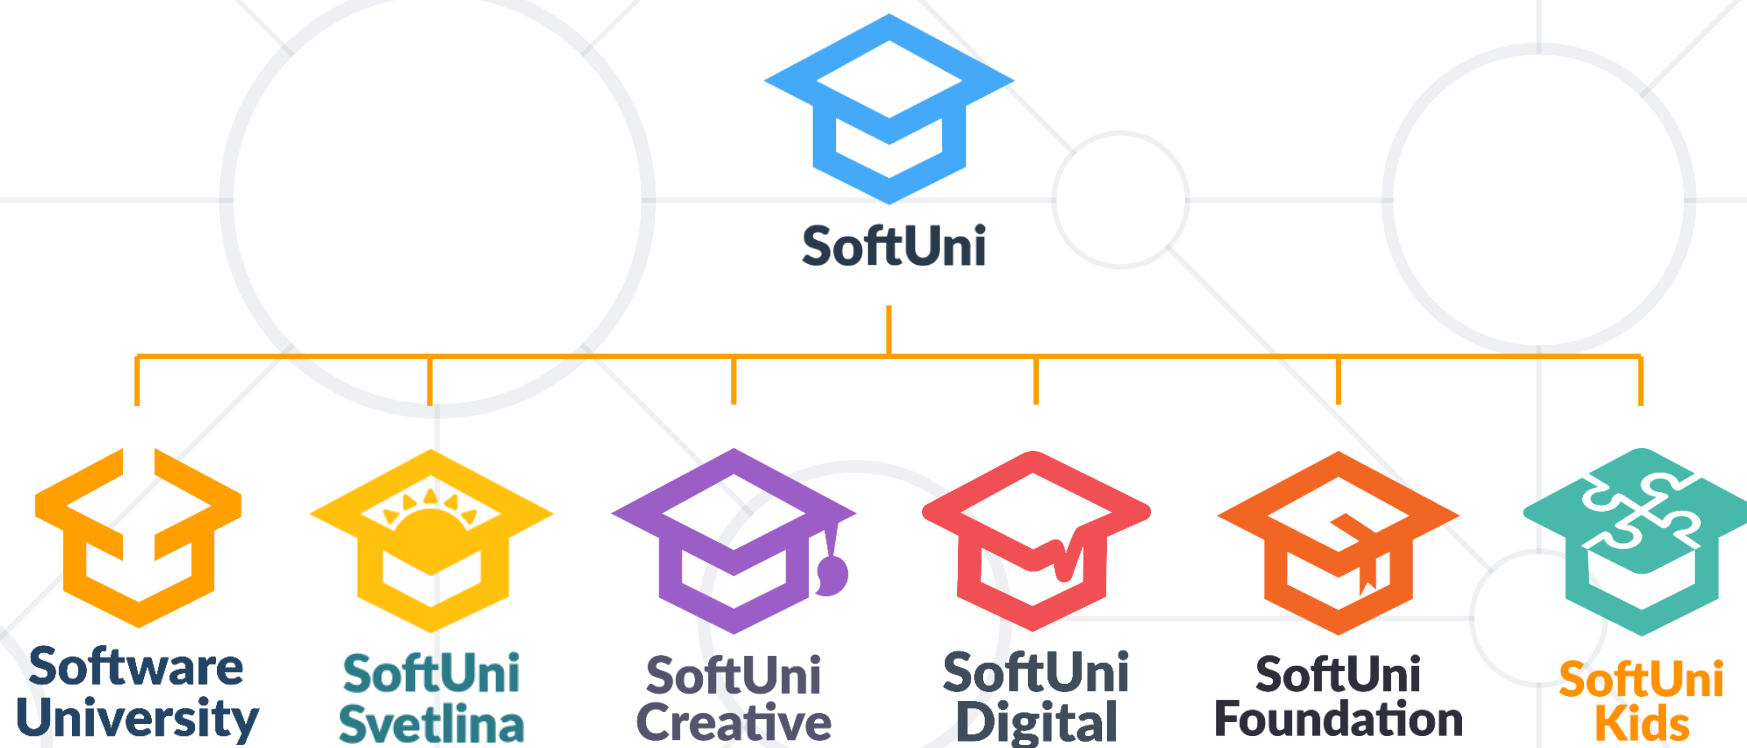 SoftUni
Software
University
SoftUni
Svetlina
SoftUni
Creative
SoftUni
Digital
SoftUni
Foundation
SoftUni
Kids